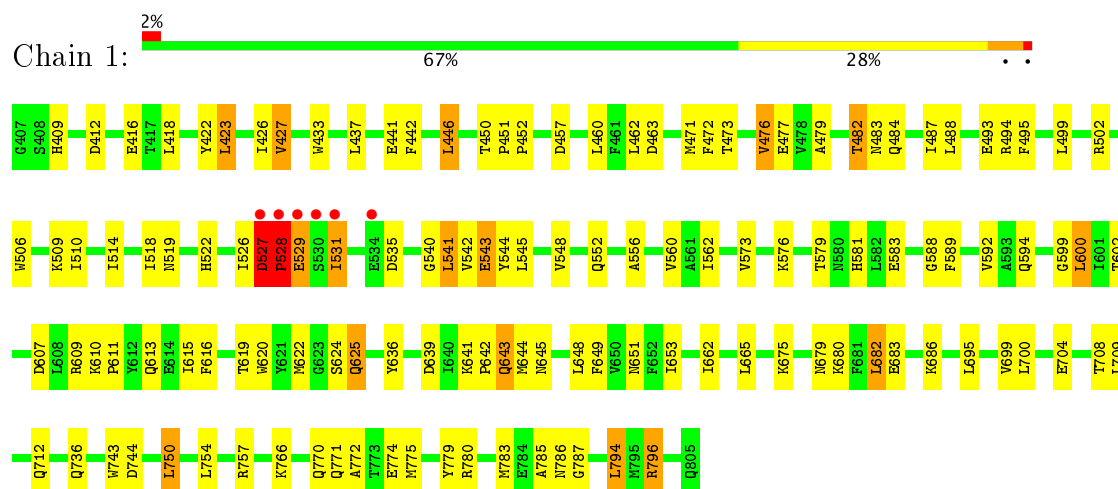 2%
Chain 1:
67% 28% • •
G407 S408 H409 D412 E416 T417 L418 Y422 L423 I426 V427 W433 L437 E441 F442 L446 T450 P451 P452 D457 L460 F461 L462 D463 M471 F472 T473 V476 E477 V478 A479 T482 N483 Q484 I487 L488 E493 R494 F495 L499 R502
W506 K509 I510 I514 I518 N519 H522 I526 D527 P528 E529 S530 I531 E534 D535 G540 L541 V542 E543 Y544 L545 V548 Q552 A556 V560 A561 I562 V573 K576 T579 N580 H581 L582 E583 G588 F589 V592 A593 Q594 G599 L600 I601 T602
D607 L608 R609 K610 P611 Y612 Q613 E614 I615 F616 T619 W620 Y621 M622 G623 S624 Q625 Y636 D639 I640 K641 P642 Q643 M644 N645 L648 F649 V650 N651 F652 I653 I662 L665 K675 N679 K680 F681 L682 E683 K686 L695 V699 L700 E704 T708 L709
Q712 Q736 W743 D744 L750 L754 R757 K766 Q770 Q771 A772 T773 E774 M775 Y779 R780 M783 E784 A785 N786 G787 L794 M795 R796 Q805